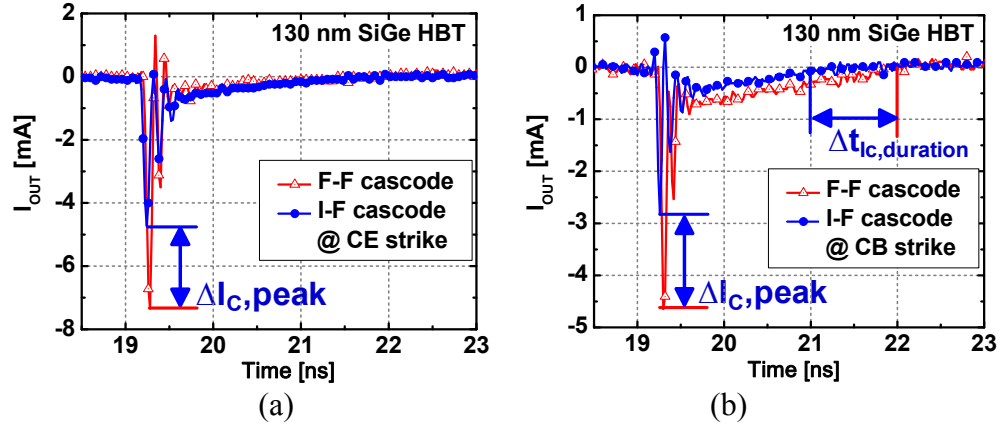 130 nm SiGe HBT
I_OUT [mA]
2
0
-2
-4
-6
-8
F-F cascode
I-F cascode
@ CE strike
ΔI_C,peak
19
20
21
22
23
Time [ns]
(a)
130 nm SiGe HBT
I_OUT [mA]
1
0
-1
-2
-3
-4
-5
Δt_Ic,duration
F-F cascode
I-F cascode
@ CB strike
ΔI_C,peak
19
20
21
22
23
Time [ns]
(b)